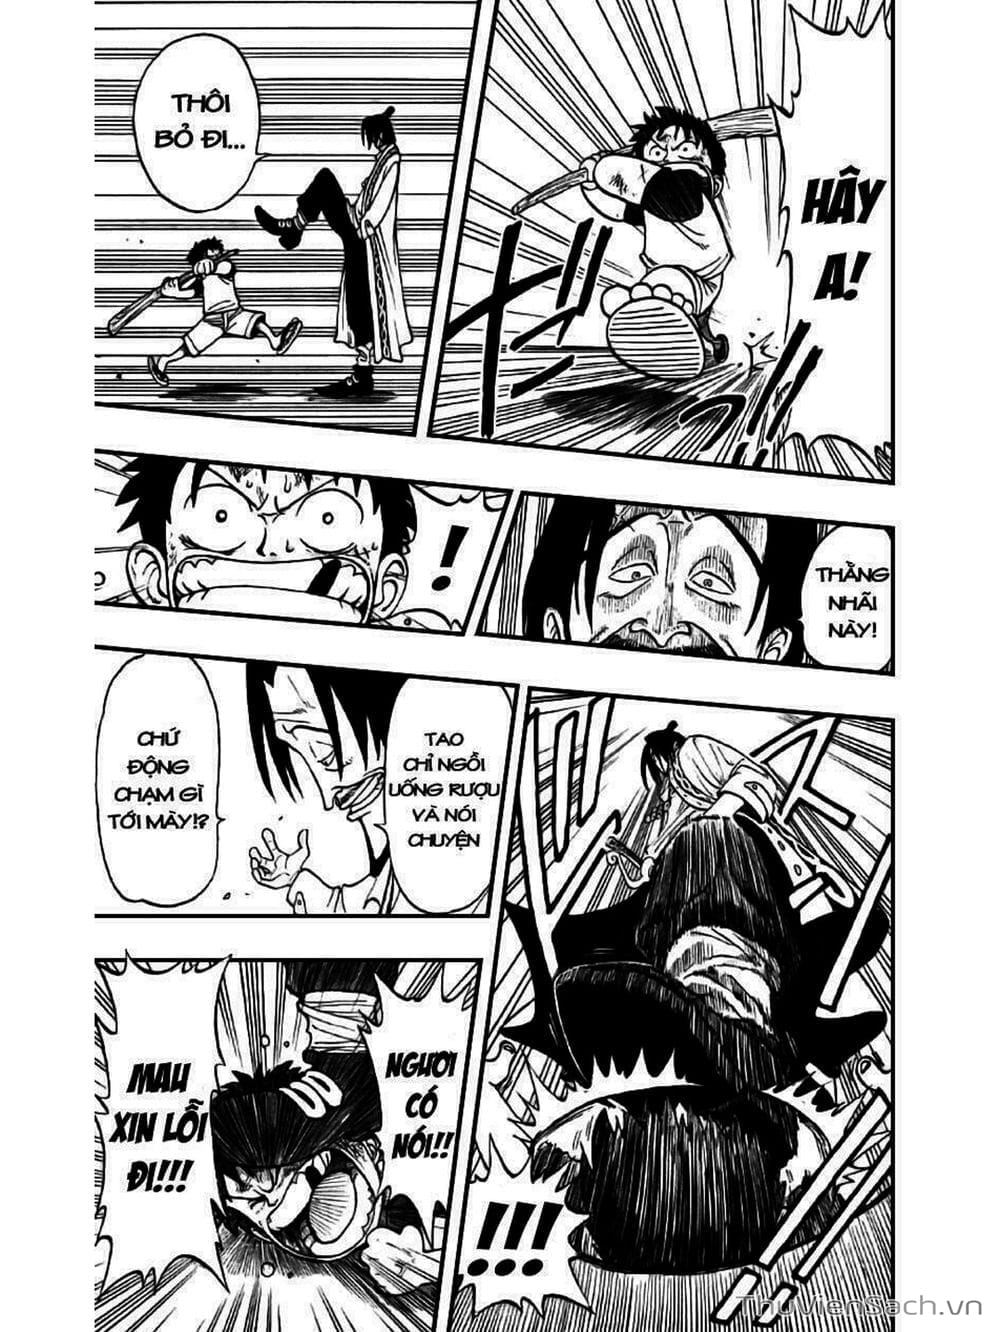 HÂY
A!
THÔI
BỎ ĐI...
THẰNG
NHÃI
NÀY!
!
TAO
CHỈ NGỒI
UỐNG RƯỢU
VÀ NÓI
CHUYỆN
CHỨ
ĐỘNG
CHẠM GÌ
TỚI MÀY!?
!!!
NGƯƠI
CÓ
NÓI!!
MAU
XIN LỖI
ĐI!!!
ThuVienSach.vn